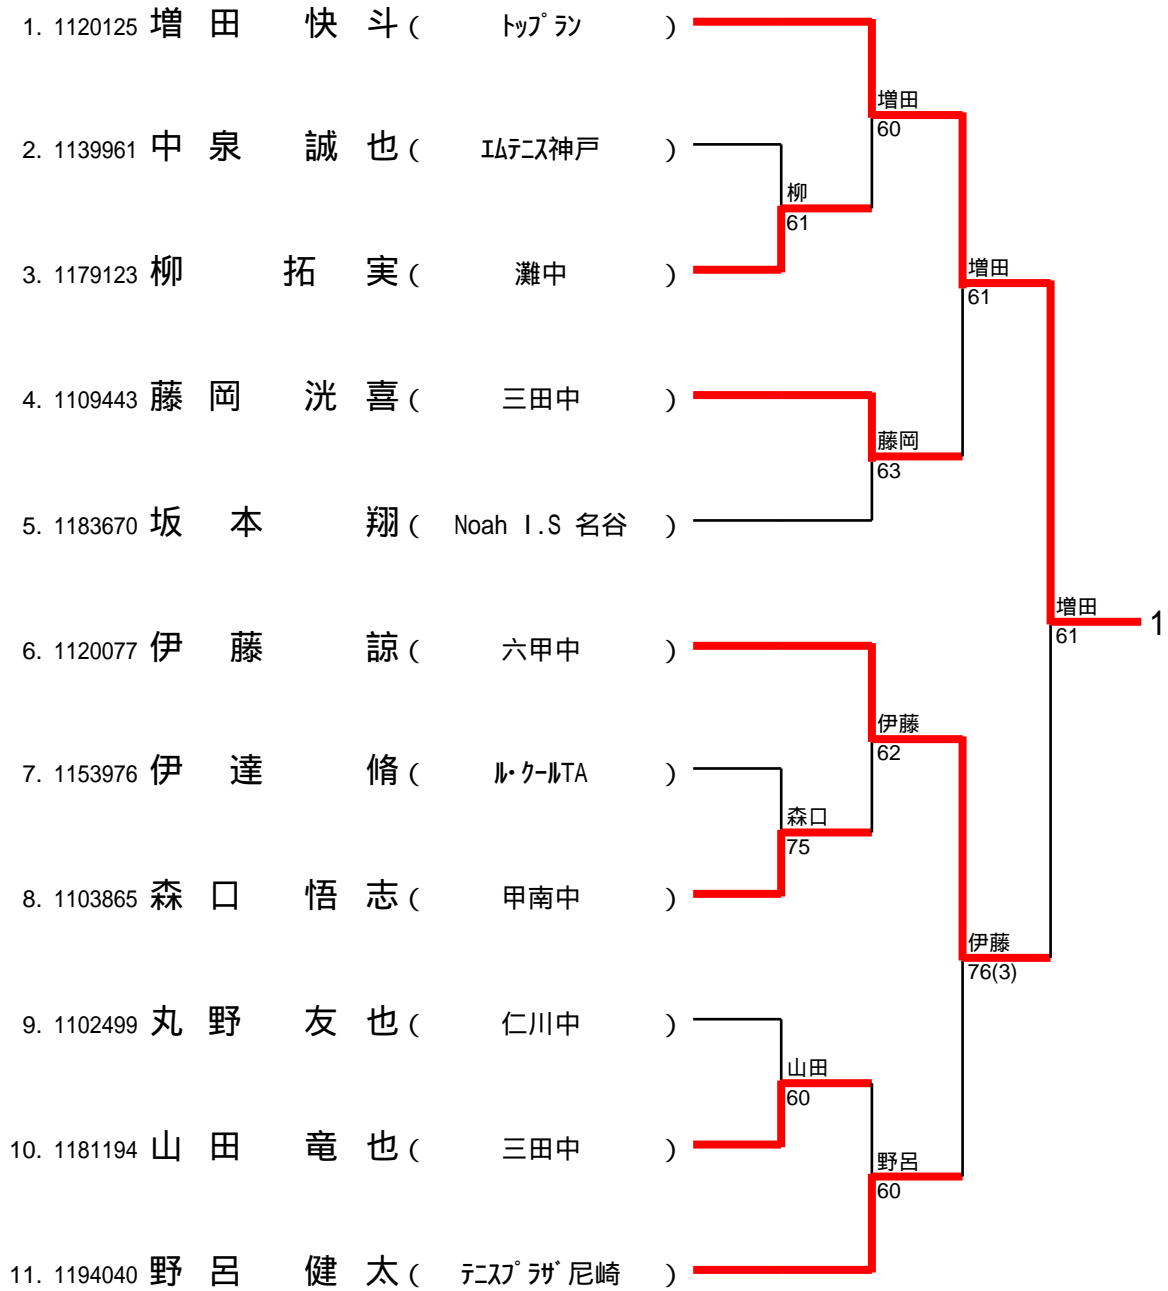 1. 1120125 増 田 快 斗 ( トップラン )
増田
60
2. 1139961 中 泉 誠 也 ( エムテニス神戸 )
柳
61
3. 1179123 柳 拓 実 ( 灘中 )
増田
61
4. 1109443 藤 岡 洸 喜 ( 三田中 )
藤岡
63
5. 1183670 坂 本 翔 ( Noah I.S 名谷 )
増田
61
1
6. 1120077 伊 藤 諒 ( 六甲中 )
伊藤
62
7. 1153976 伊 達 脩 ( ル・クールTA )
森口
75
8. 1103865 森 口 悟 志 ( 甲南中 )
伊藤
76(3)
9. 1102499 丸 野 友 也 ( 仁川中 )
山田
60
10. 1181194 山 田 竜 也 ( 三田中 )
野呂
60
11. 1194040 野 呂 健 太 ( テニスプラザ尼崎 )